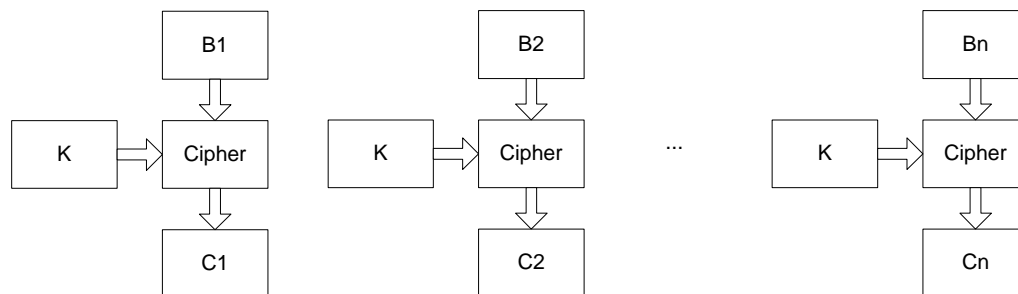 B1 B2 Bn
K Cipher K Cipher ... K Cipher
C1 C2 Cn